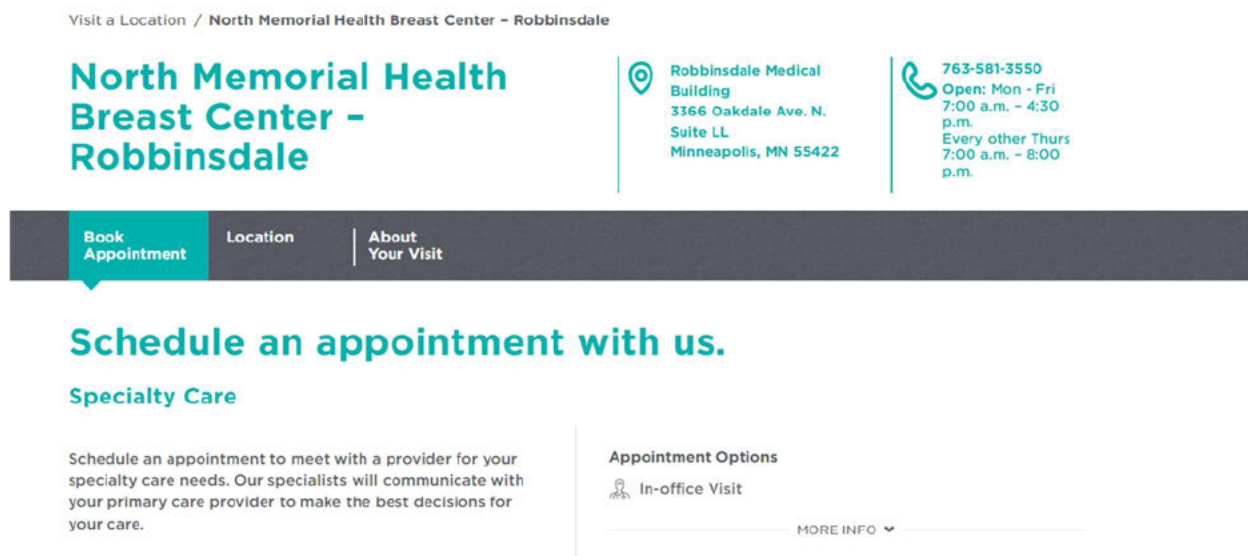 Visit a Location / North Memorial Health Breast Center – Robbinsdale
North Memorial Health
Breast Center –
Robbinsdale
Robbinsdale Medical
Building
3366 Oakdale Ave. N.
Suite LL
Minneapolis, MN 55422
763-581-3550
Open: Mon - Fri
7:00 a.m. – 4:30
p.m.
Every other Thurs
7:00 a.m. – 8:00
p.m.
Book
Appointment
Location
About
Your Visit
Schedule an appointment with us.
Specialty Care
Schedule an appointment to meet with a provider for your
specialty care needs. Our specialists will communicate with
your primary care provider to make the best decisions for
your care.
Appointment Options
In-office Visit
MORE INFO